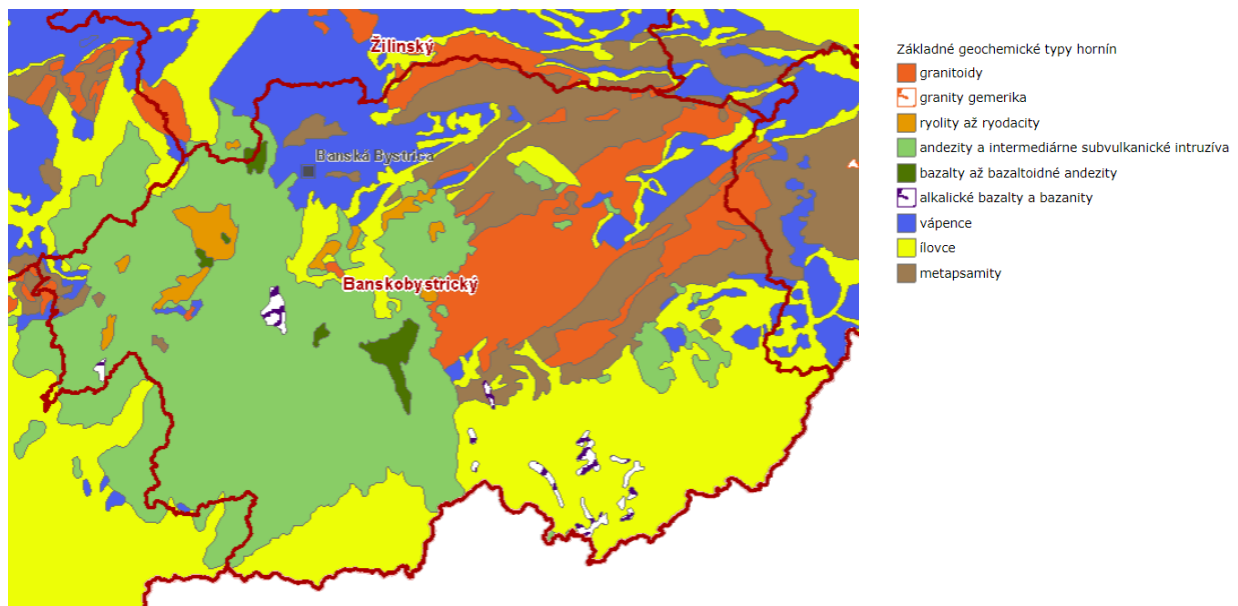 Žilinský
Banská Bystrica
Banskobystrický
Základné geochemické typy hornín
granitoidy
granity gemerika
ryolity až ryodacity
andezity a intermediárne subvulkanické intruzíva
bazalty až bazaltoidné andezity
alkalické bazalty a bazanity
vápence
ílovce
metapsamity